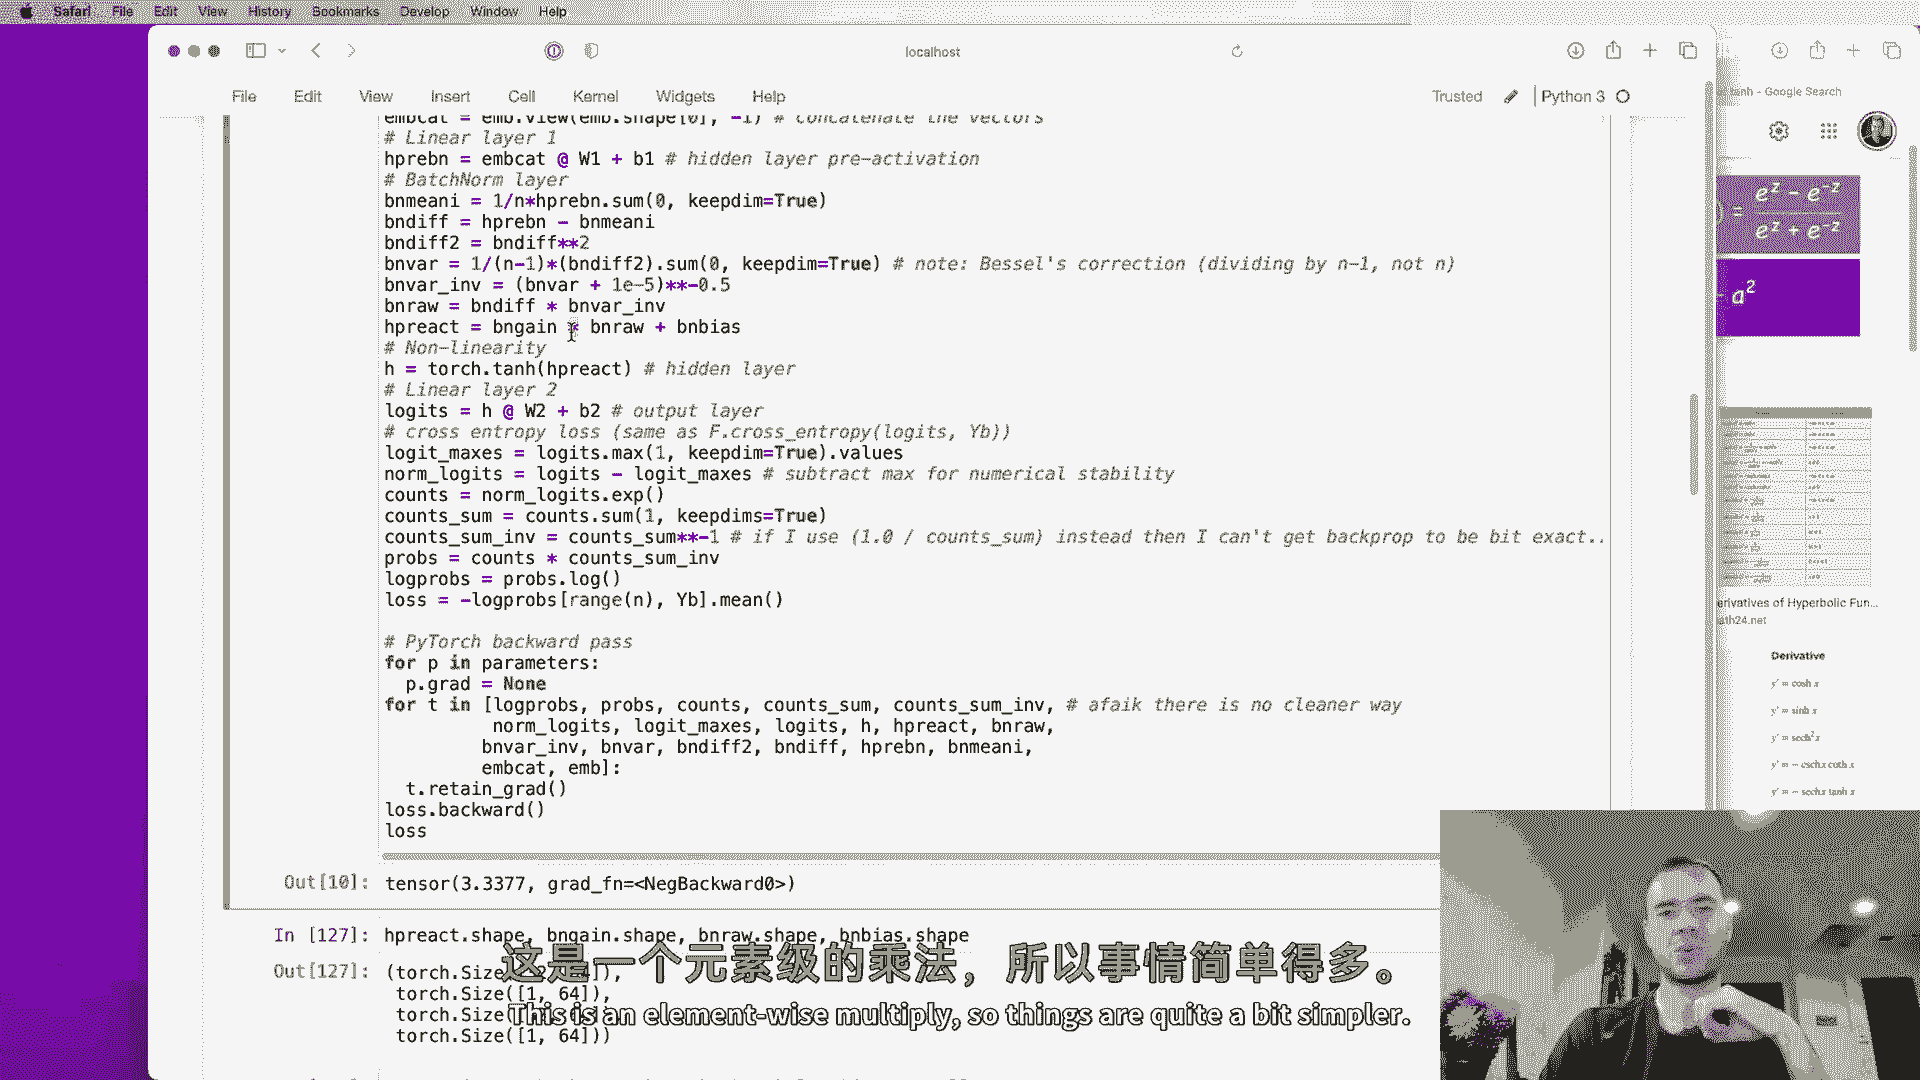 Safari File Edit View History Bookmarks Develop Window Help
localhost
File Edit View Insert Cell Kernel Widgets Help
Trusted Python 3
tanh - Google Search
embcat = emb.view(emb.shape[0], -1) # concatenate the vectors
# Linear layer 1
hprebn = embcat @ W1 + b1 # hidden layer pre-activation
# BatchNorm layer
bnmeani = 1/n*hprebn.sum(0, keepdim=True)
bndiff = hprebn - bnmeani
bndiff2 = bndiff**2
bnvar = 1/(n-1)*(bndiff2).sum(0, keepdim=True) # note: Bessel's correction (dividing by n-1, not n)
bnvar_inv = (bnvar + 1e-5)**-0.5
bnraw = bndiff * bnvar_inv
hpreact = bngain * bnraw + bnbias
# Non-linearity
h = torch.tanh(hpreact) # hidden layer
# Linear layer 2
logits = h @ W2 + b2 # output layer
# cross entropy loss (same as F.cross_entropy(logits, Yb))
logit_maxes = logits.max(1, keepdim=True).values
norm_logits = logits - logit_maxes # subtract max for numerical stability
counts = norm_logits.exp()
counts_sum = counts.sum(1, keepdims=True)
counts_sum_inv = counts_sum**-1 # if I use (1.0 / counts_sum) instead then I can't get backprop to be bit exact..
probs = counts * counts_sum_inv
logprobs = probs.log()
loss = -logprobs[range(n), Yb].mean()
# PyTorch backward pass
for p in parameters:
p.grad = None
for t in [logprobs, probs, counts, counts_sum, counts_sum_inv, # afaik there is no cleaner way
norm_logits, logit_maxes, logits, h, hpreact, bnraw,
bnvar_inv, bnvar, bndiff2, bndiff, hprebn, bnmeani,
embcat, emb]:
t.retain_grad()
loss.backward()
loss
Out[10]: tensor(3.3377, grad_fn=<NegBackward0>)
In [127]: hpreact.shape, bngain.shape, bnraw.shape, bnbias.shape
Out[127]: (torch.Size
torch.Size([1, 64]),
torch.Size
torch.Size([1, 64]))
= e^z - e^-z
e^z + e^-z
- a²
erivatives of Hyperbolic Fun...
ath24.net
Derivative
y' = cosh x
y' = sinh x
y' = sech² x
y' = - csch x coth x
y' = - sech x tanh x
这是一个元素级的乘法，所以事情简单得多。
This is an element-wise multiply, so things are quite a bit simpler.